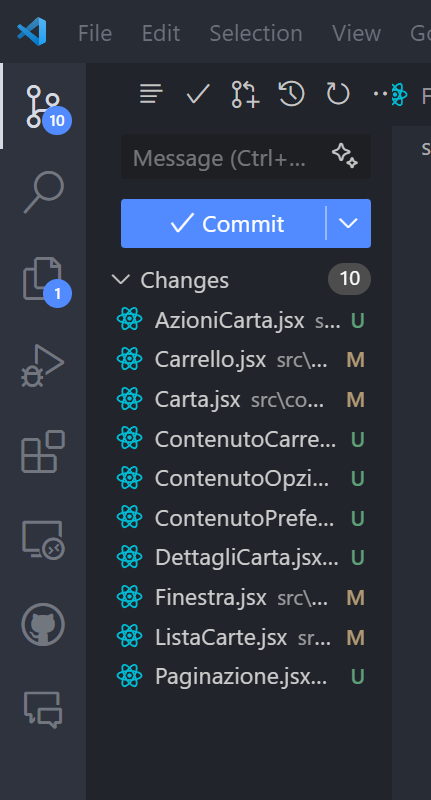 File Edit Selection View Go
10
F
Message (Ctrl+...
s
Commit
1
Changes 10
AzioniCarta.jsx s... U
Carrello.jsx src\... M
Carta.jsx src\co... M
ContenutoCarre... U
ContenutoOpzi... U
ContenutoPrefe... U
DettagliCarta.jsx... U
Finestra.jsx src\... M
ListaCarte.jsx sr... M
Paginazione.jsx... U